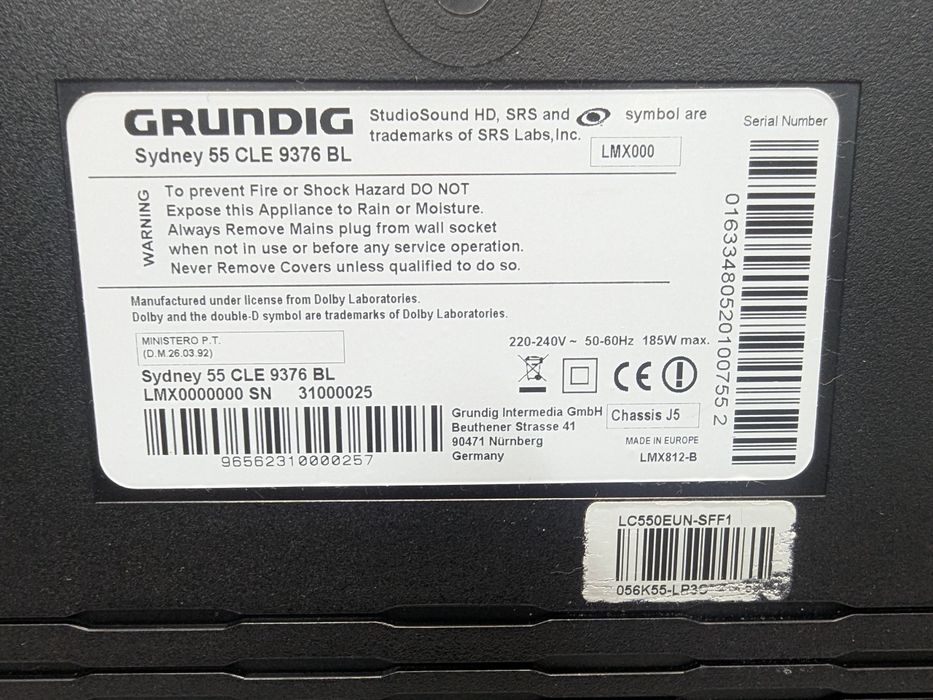 GRUNDIG
Sydney 55 CLE 9376 BL
StudioSound HD, SRS and symbol are
trademarks of SRS Labs,Inc.
LMX000
Serial Number
01633480520100755 2
WARNING
To prevent Fire or Shock Hazard DO NOT
Expose this Appliance to Rain or Moisture.
Always Remove Mains plug from wall socket
when not in use or before any service operation.
Never Remove Covers unless qualified to do so.
Manufactured under license from Dolby Laboratories.
Dolby and the double-D symbol are trademarks of Dolby Laboratories.
MINISTERO P.T.
(D.M.26.03.92)
220-240V ~ 50-60Hz 185W max.
Sydney 55 CLE 9376 BL
LMX0000000 SN 31000025
96562310000257
CE
Grundig Intermedia GmbH
Beuthener Strasse 41
90471 Nürnberg
Germany
Chassis J5
MADE IN EUROPE
LMX812-B
LC550EUN-SFF1